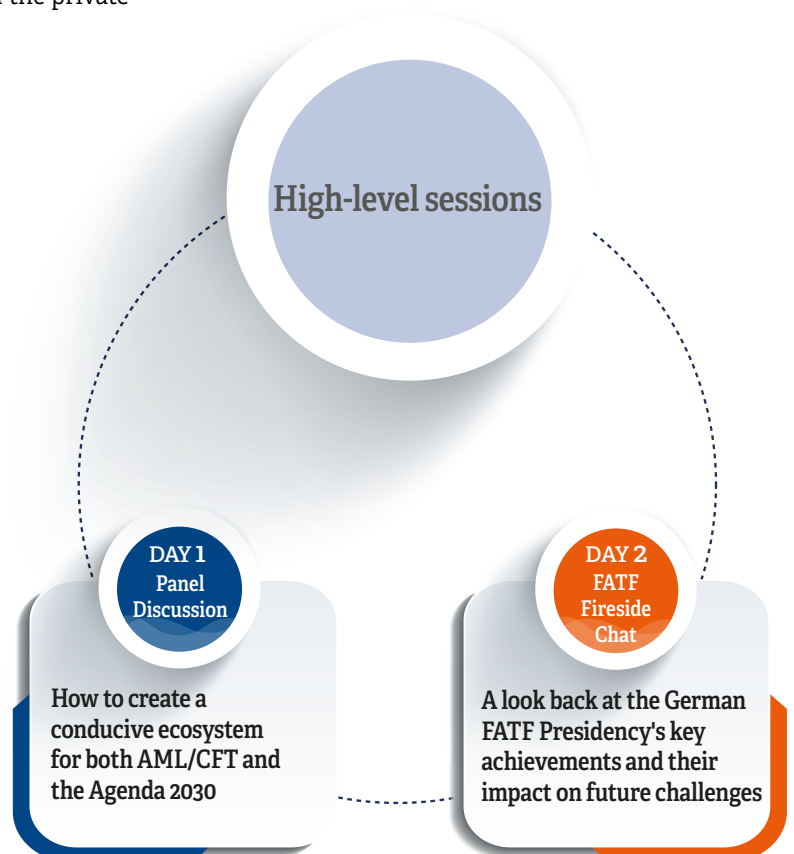 the private
High-level sessions
DAY 1
Panel
Discussion
How to create a
conducive ecosystem
for both AML/CFT and
the Agenda 2030
DAY 2
FATF
Fireside
Chat
A look back at the German
FATF Presidency's key
achievements and their
impact on future challenges